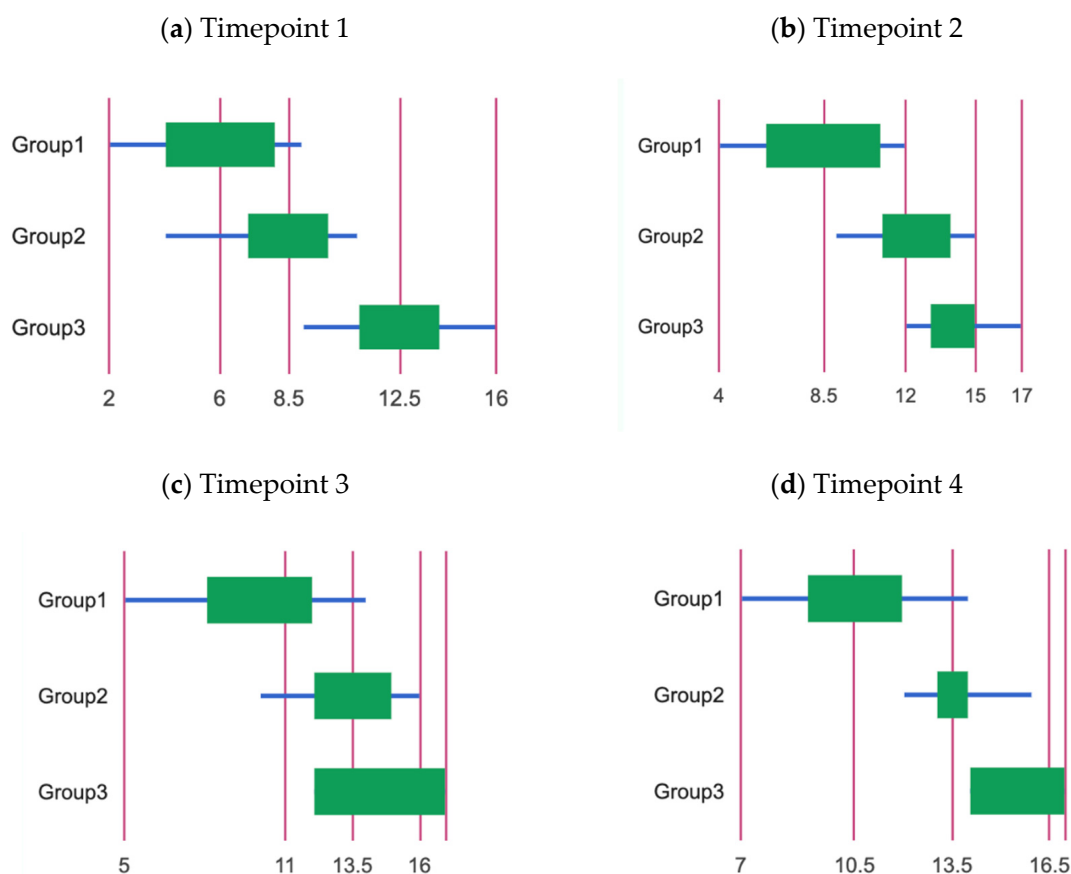 (a) Timepoint 1
Group1
Group2
Group3
2 6 8.5 12.5 16
(b) Timepoint 2
Group1
Group2
Group3
4 8.5 12 15 17
(c) Timepoint 3
Group1
Group2
Group3
5 11 13.5 16
(d) Timepoint 4
Group1
Group2
Group3
7 10.5 13.5 16.5